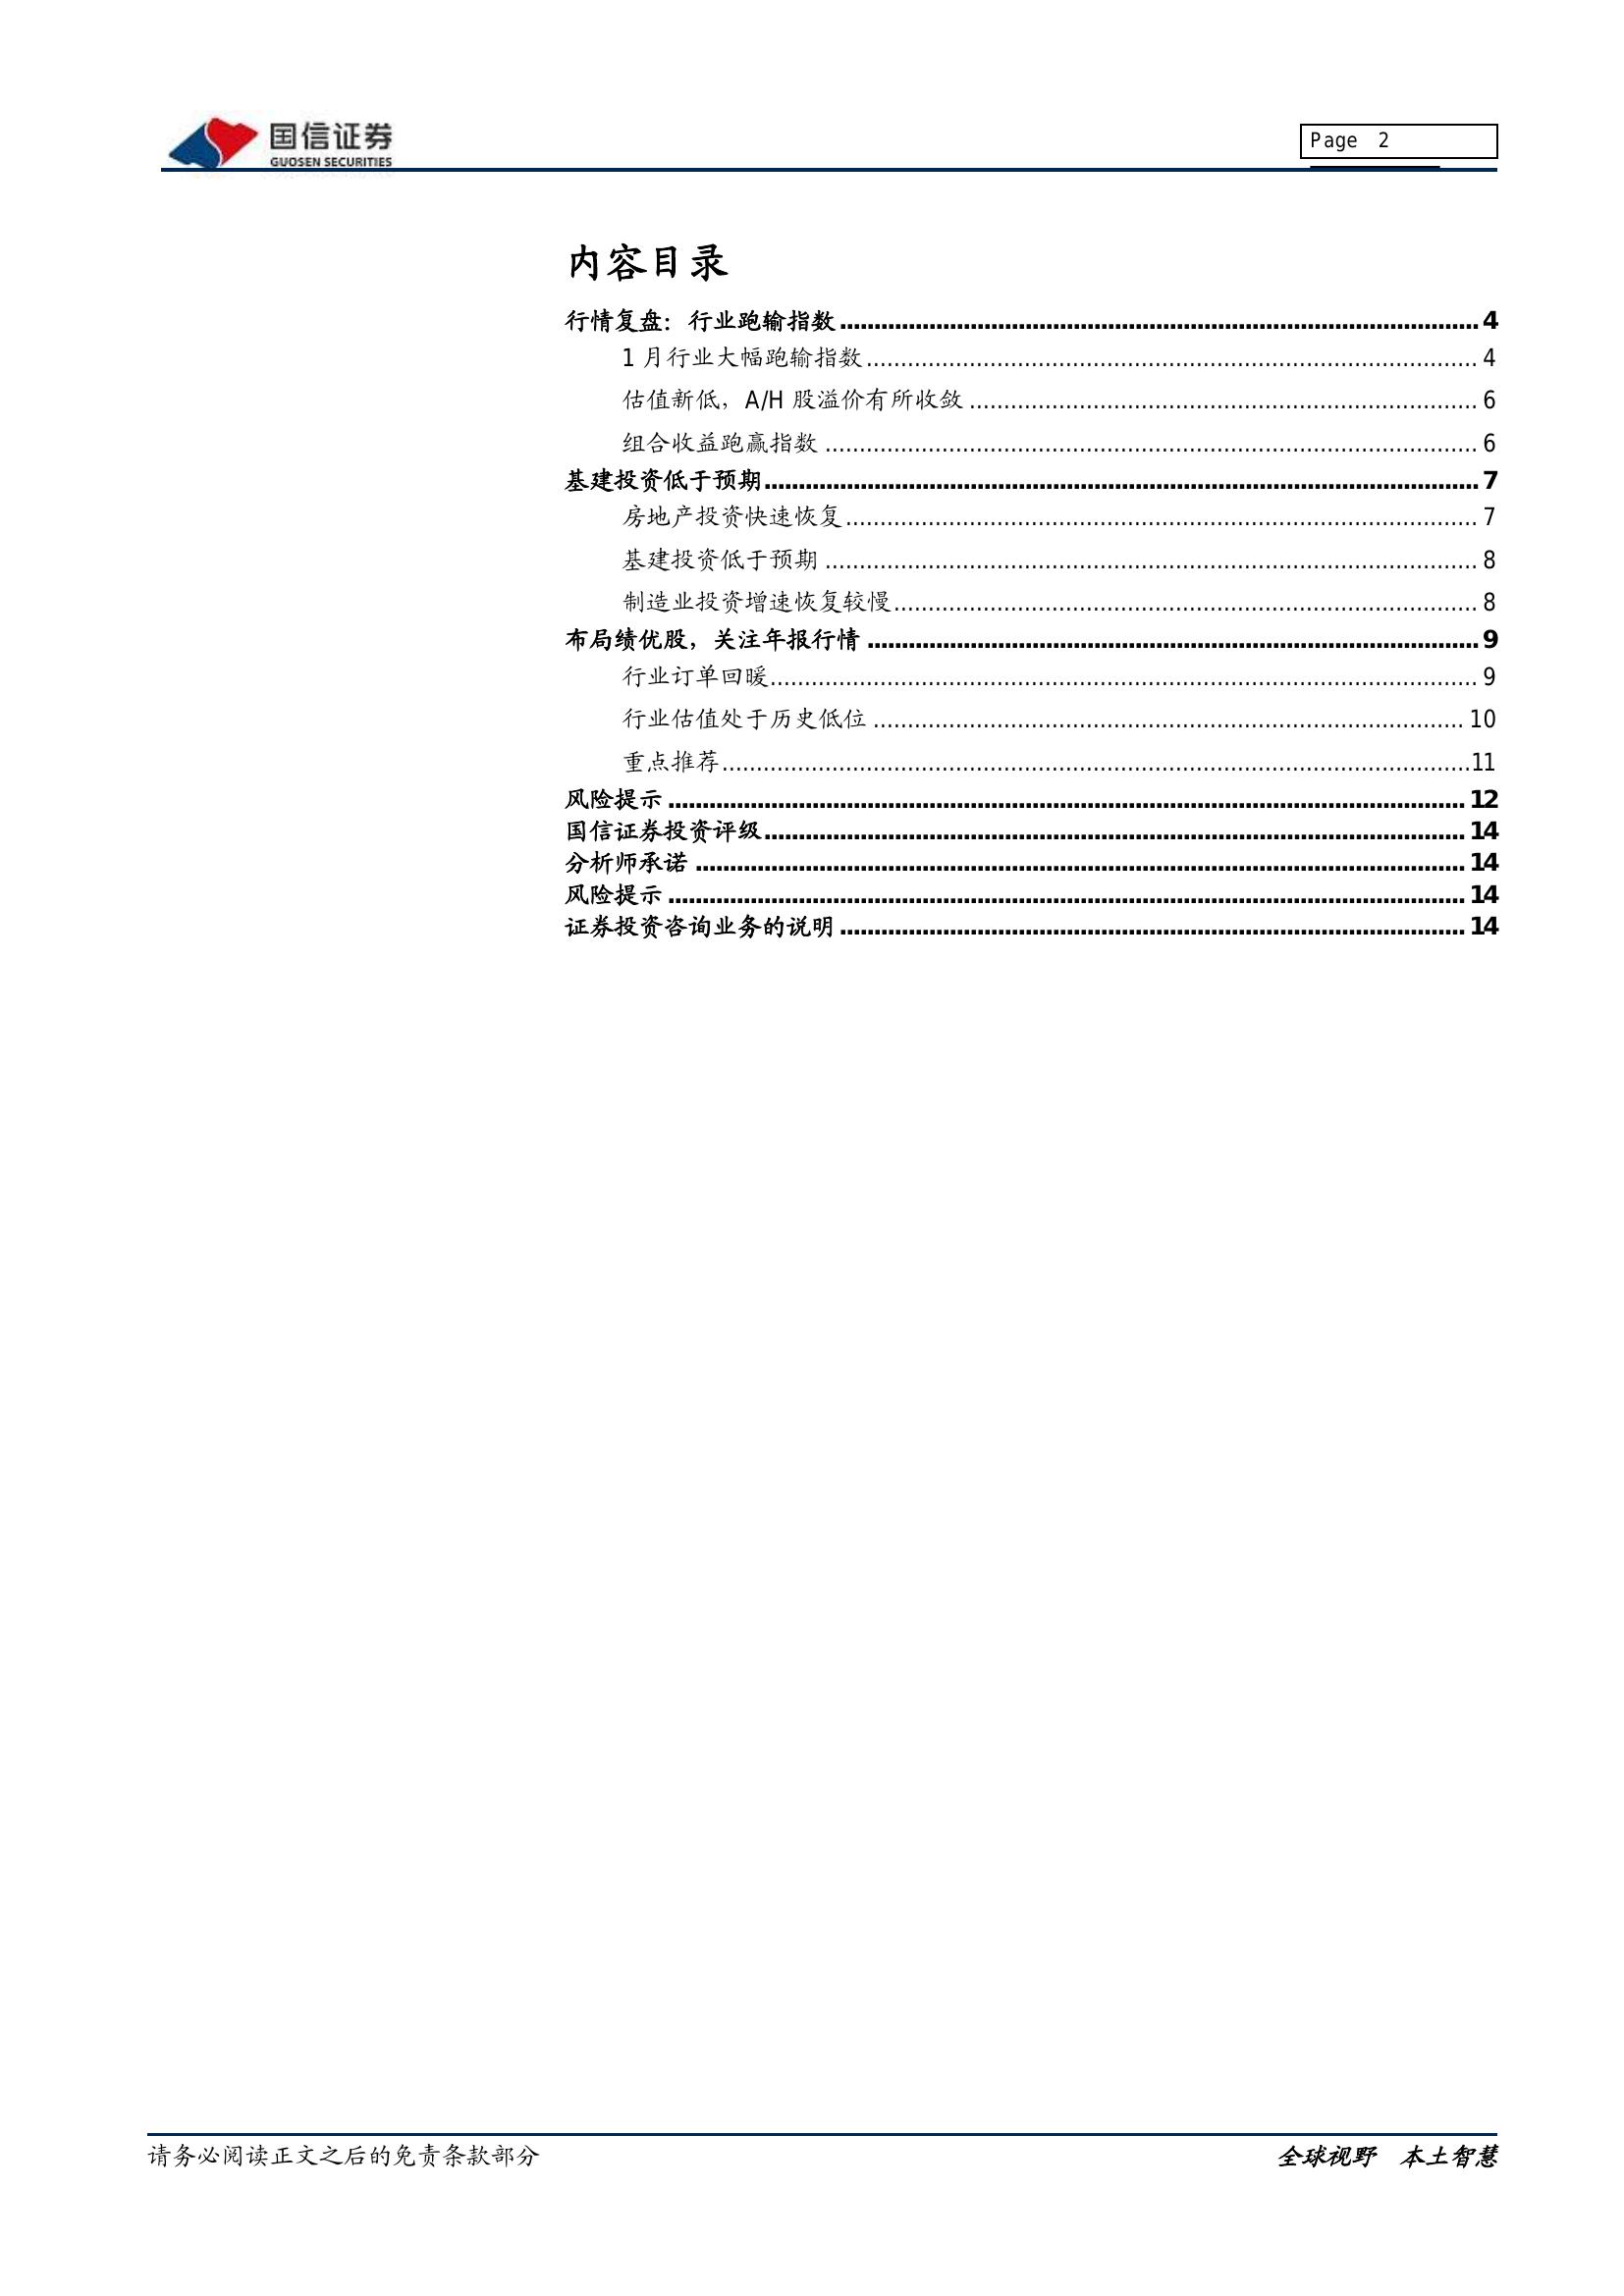 国信证券
GUOSEN SECURITIES
Page 2
内容目录
行情复盘：行业跑输指数 4
1 月行业大幅跑输指数 4
估值新低，A/H 股溢价有所收敛 6
组合收益跑赢指数 6
基建投资低于预期 7
房地产投资快速恢复 7
基建投资低于预期 8
制造业投资增速恢复较慢 8
布局绩优股，关注年报行情 9
行业订单回暖 9
行业估值处于历史低位 10
重点推荐 11
风险提示 12
国信证券投资评级 14
分析师承诺 14
风险提示 14
证券投资咨询业务的说明 14
请务必阅读正文之后的免责条款部分
全球视野 本土智慧